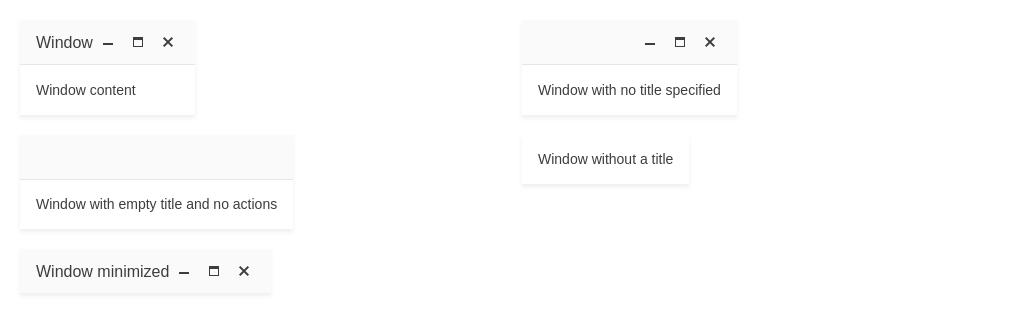 Window
Window content
Window with no title specified
Window with empty title and no actions
Window without a title
Window minimized